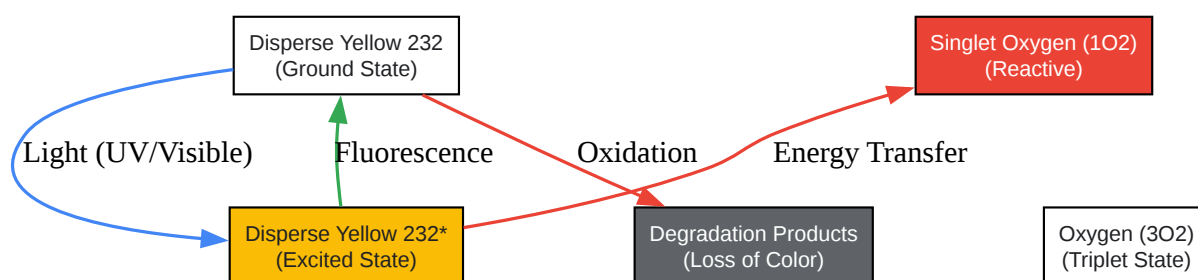 Disperse Yellow 232
(Ground State)
Singlet Oxygen (1O2)
(Reactive)
Light (UV/Visible)
Fluorescence
Oxidation
Energy Transfer
Disperse Yellow 232*
(Excited State)
Degradation Products
(Loss of Color)
Oxygen (3O2)
(Triplet State)